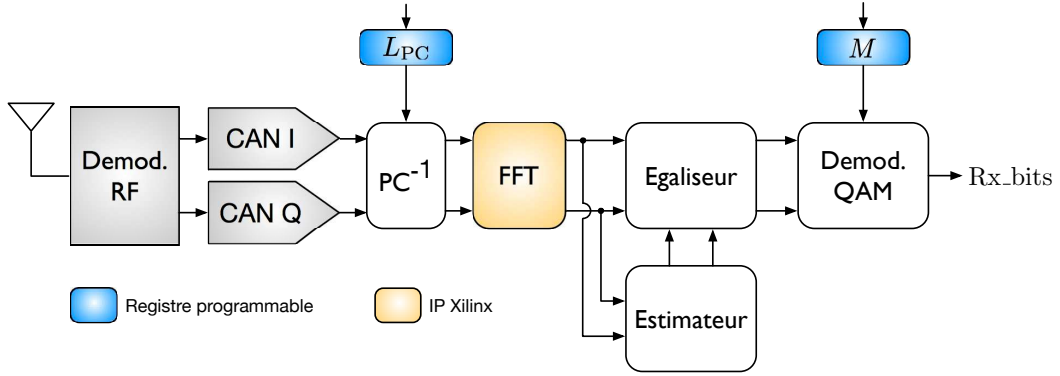 L_PC
M
Demod.
RF
CAN I
CAN Q
PC^-1
FFT
Egaliseur
Demod.
QAM
Rx_bits
Registre programmable
IP Xilinx
Estimateur